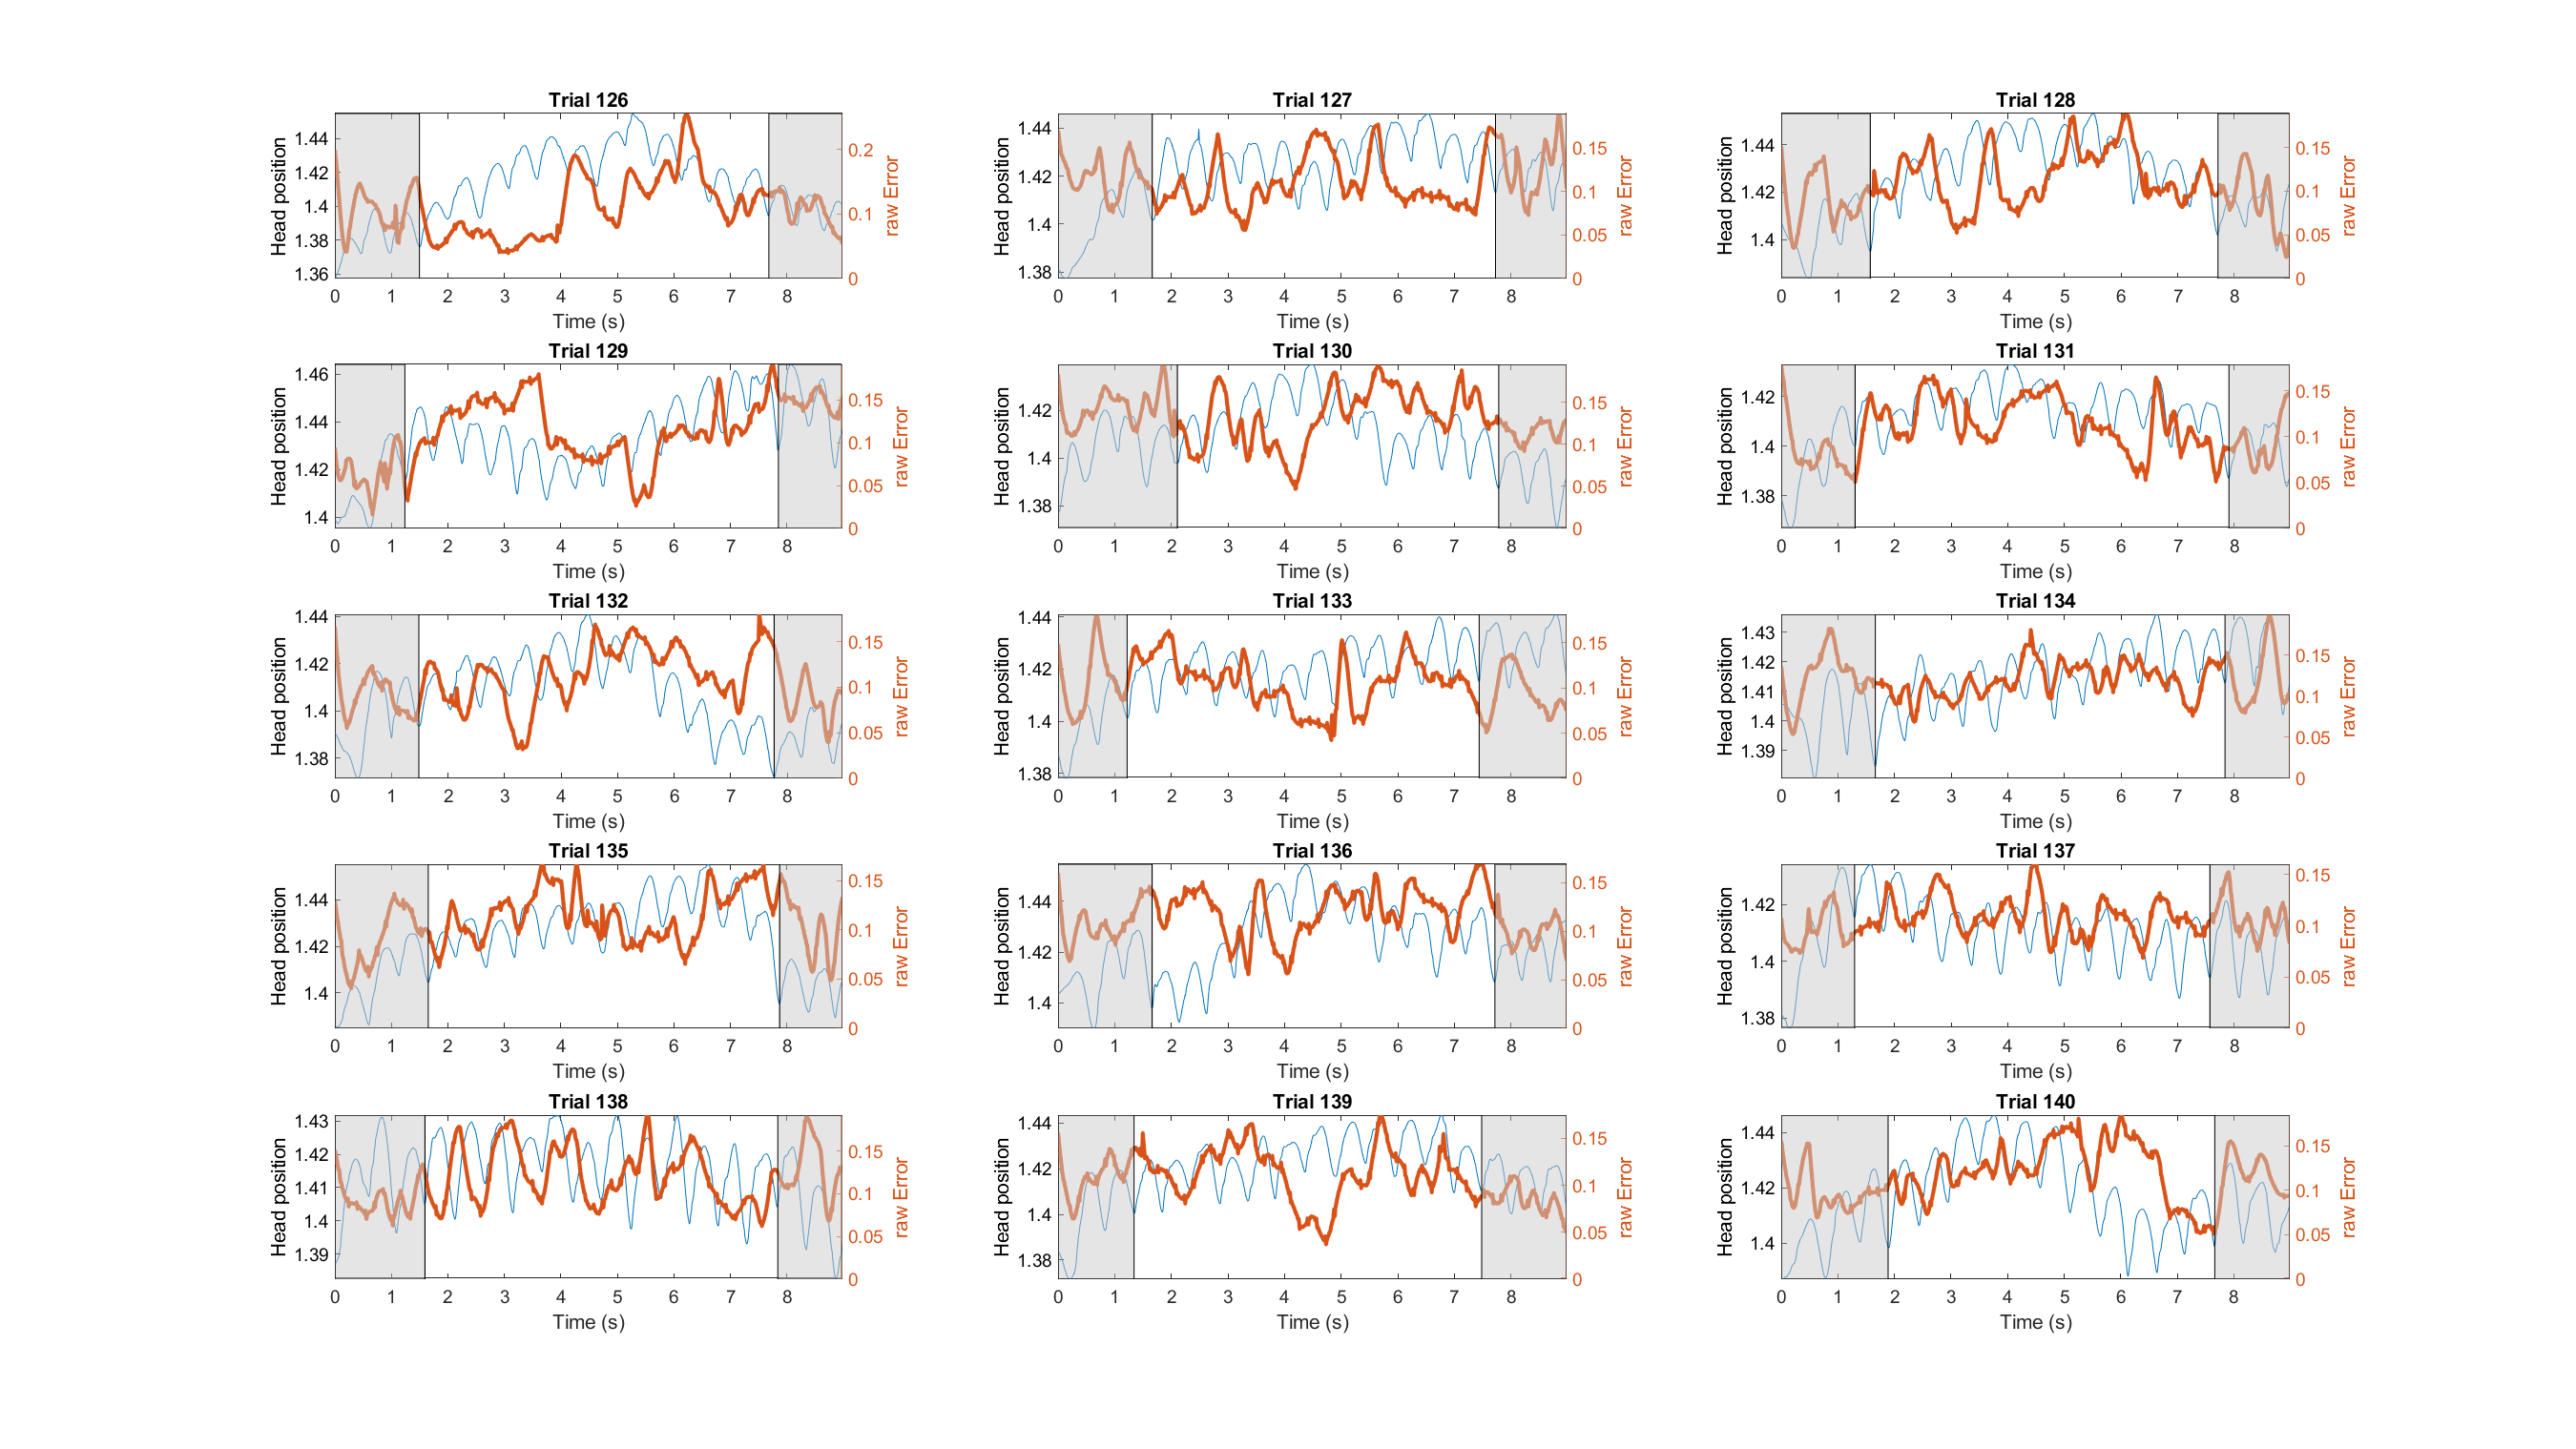 Trial 126
Head position
1.44
1.42
1.4
1.38
1.36
0.2
0.1
0
raw Error
0 1 2 3 4 5 6 7 8
Time (s)
Trial 127
Head position
1.44
1.42
1.4
1.38
0.15
0.1
0.05
0
raw Error
0 1 2 3 4 5 6 7 8
Time (s)
Trial 128
Head position
1.44
1.42
1.4
0.15
0.1
0.05
0
raw Error
0 1 2 3 4 5 6 7 8
Time (s)
Trial 129
Head position
1.46
1.44
1.42
1.4
0.15
0.1
0.05
0
raw Error
0 1 2 3 4 5 6 7 8
Time (s)
Trial 130
Head position
1.42
1.4
1.38
0.15
0.1
0.05
0
raw Error
0 1 2 3 4 5 6 7 8
Time (s)
Trial 131
Head position
1.42
1.4
1.38
0.15
0.1
0.05
0
raw Error
0 1 2 3 4 5 6 7 8
Time (s)
Trial 132
Head position
1.44
1.42
1.4
1.38
0.15
0.1
0.05
0
raw Error
0 1 2 3 4 5 6 7 8
Time (s)
Trial 133
Head position
1.44
1.42
1.4
1.38
0.15
0.1
0.05
0
raw Error
0 1 2 3 4 5 6 7 8
Time (s)
Trial 134
Head position
1.43
1.42
1.41
1.4
1.39
0.15
0.1
0.05
0
raw Error
0 1 2 3 4 5 6 7 8
Time (s)
Trial 135
Head position
1.44
1.42
1.4
0.15
0.1
0.05
0
raw Error
0 1 2 3 4 5 6 7 8
Time (s)
Trial 136
Head position
1.44
1.42
1.4
0.15
0.1
0.05
0
raw Error
0 1 2 3 4 5 6 7 8
Time (s)
Trial 137
Head position
1.42
1.4
1.38
0.15
0.1
0.05
0
raw Error
0 1 2 3 4 5 6 7 8
Time (s)
Trial 138
Head position
1.43
1.42
1.41
1.4
1.39
0.15
0.1
0.05
0
raw Error
0 1 2 3 4 5 6 7 8
Time (s)
Trial 139
Head position
1.44
1.42
1.4
1.38
0.15
0.1
0.05
0
raw Error
0 1 2 3 4 5 6 7 8
Time (s)
Trial 140
Head position
1.44
1.42
1.4
0.15
0.1
0.05
0
raw Error
0 1 2 3 4 5 6 7 8
Time (s)